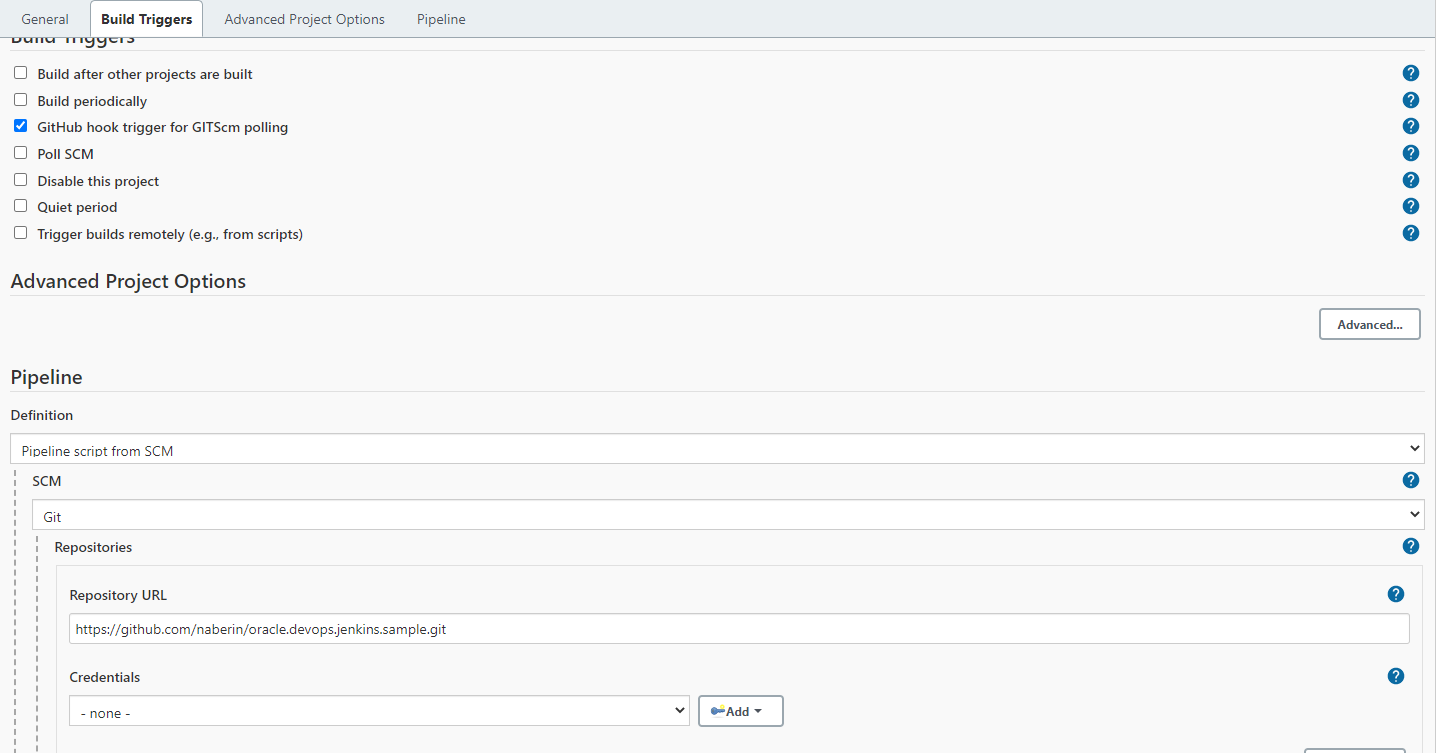 General Build Triggers Advanced Project Options Pipeline
Build Triggers
Build after other projects are built ?
Build periodically ?
GitHub hook trigger for GITScm polling ?
Poll SCM ?
Disable this project ?
Quiet period ?
Trigger builds remotely (e.g., from scripts) ?
Advanced Project Options
Advanced...
Pipeline
Definition
Pipeline script from SCM
SCM ?
Git
Repositories ?
Repository URL ?
https://github.com/naberin/oracle.devops.jenkins.sample.git
Credentials ?
- none - Add